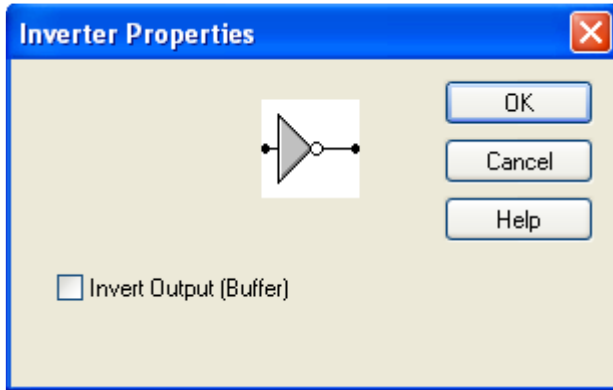 Inverter Properties
OK
Cancel
Help
Invert Output (Buffer)